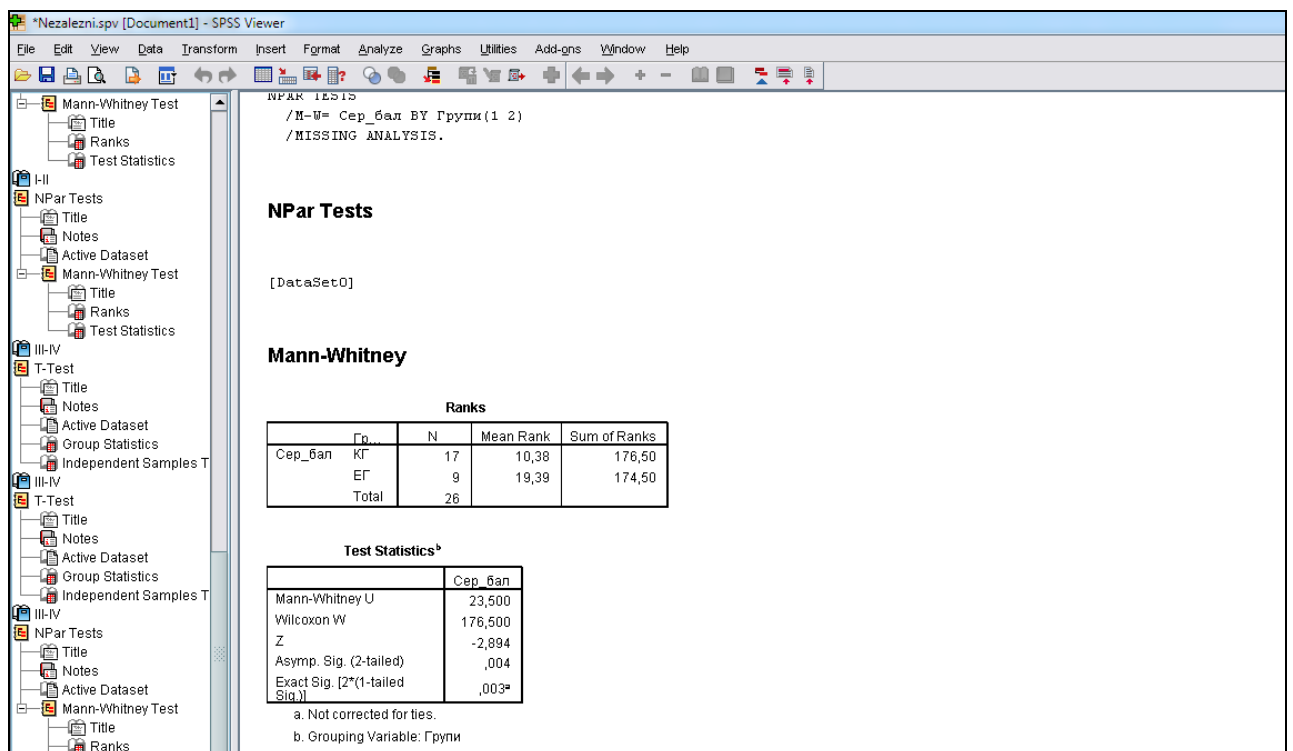 *Nezalezni.spv [Document1] - SPSS Viewer
File Edit View Data Transform Insert Format Analyze Graphs Utilities Add-ons Window Help
Mann-Whitney Test
Title
Ranks
Test Statistics
I-II
NPar Tests
Title
Notes
Active Dataset
Mann-Whitney Test
Title
Ranks
Test Statistics
III-IV
T-Test
Title
Notes
Active Dataset
Group Statistics
Independent Samples T
III-IV
T-Test
Title
Notes
Active Dataset
Group Statistics
Independent Samples T
III-IV
NPar Tests
Title
Notes
Active Dataset
Mann-Whitney Test
Title
Ranks
NPAR TESTS
/M-W= Сер_бал BY Групи(1 2)
/MISSING ANALYSIS.
NPar Tests
[DataSet0]
Mann-Whitney
Ranks
Гр... N Mean Rank Sum of Ranks
Сер_бал КГ 17 10,38 176,50
ЕГ 9 19,39 174,50
Total 26
Test Statistics b
Сер_бал
Mann-Whitney U 23,500
Wilcoxon W 176,500
Z -2,894
Asymp. Sig. (2-tailed) ,004
Exact Sig. [2*(1-tailed
Sig.)] ,003 a
a. Not corrected for ties.
b. Grouping Variable: Групи